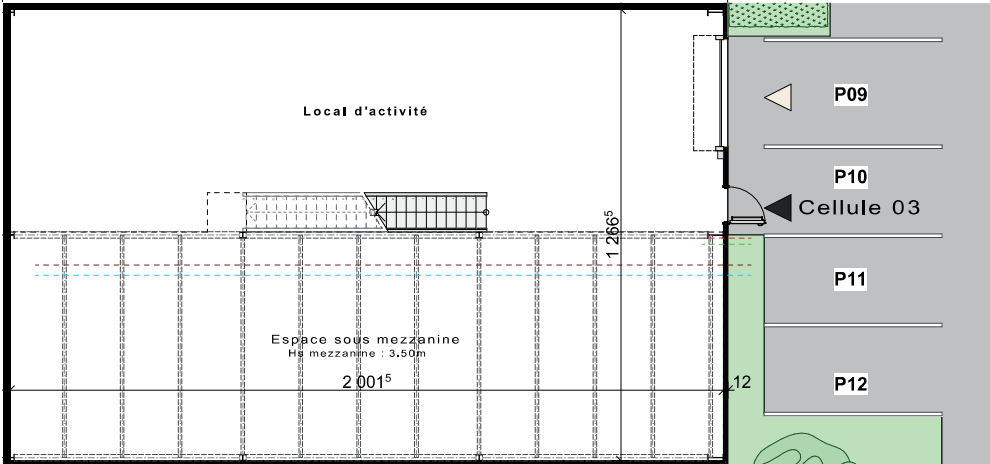 Local d'activité
P09
P10
Cellule 03
1 266⁵
P11
Espace sous mezzanine
Hs mezzanine : 3.50m
2 001⁵
12
P12